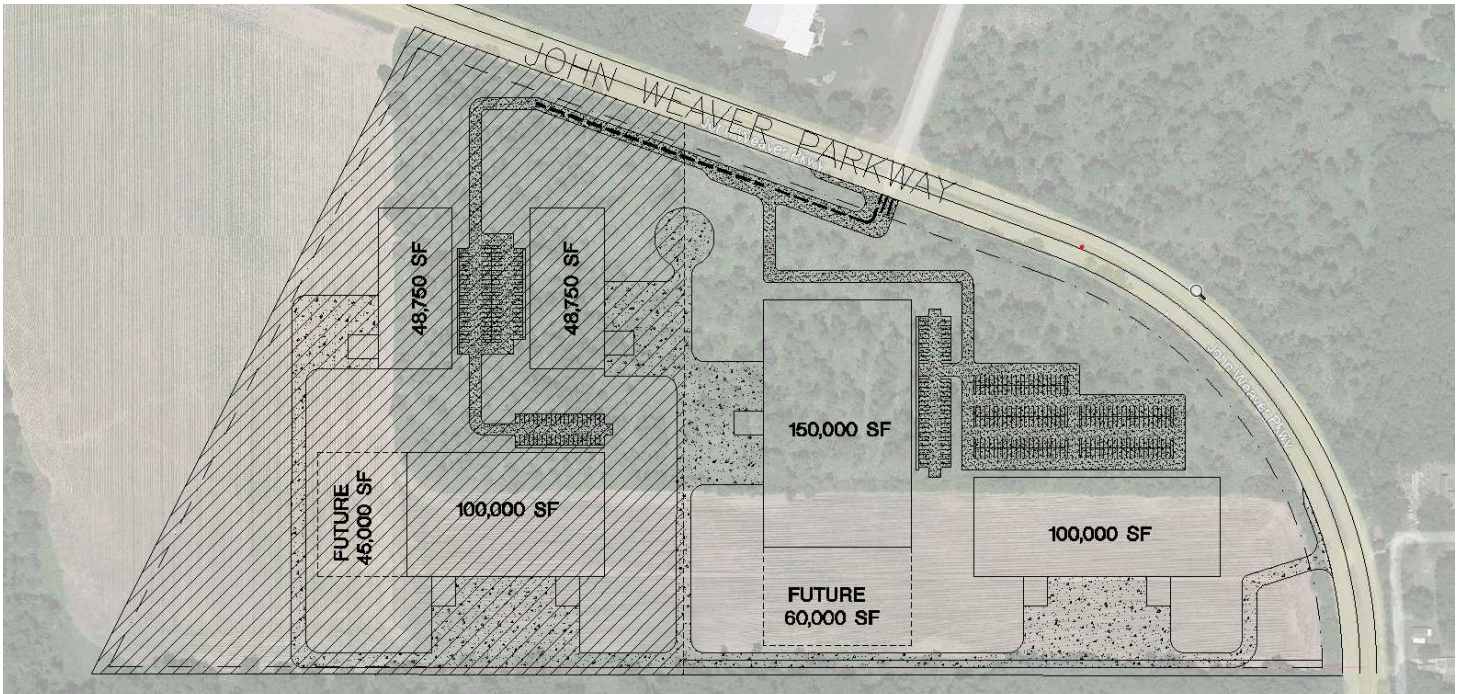 JOHN WEAVER PARKWAY
John Weaver Pkwy
48,750 SF
48,750 SF
John Weaver Pkwy
150,000 SF
FUTURE
45,000 SF
100,000 SF
100,000 SF
FUTURE
60,000 SF